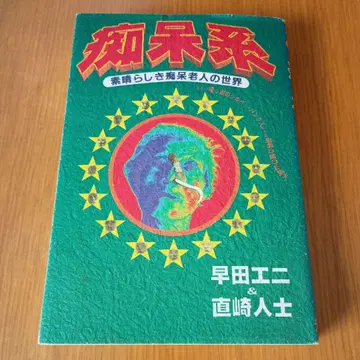 痴呆系
素晴らしき痴呆老人の世界
早田工二
&
直崎人士